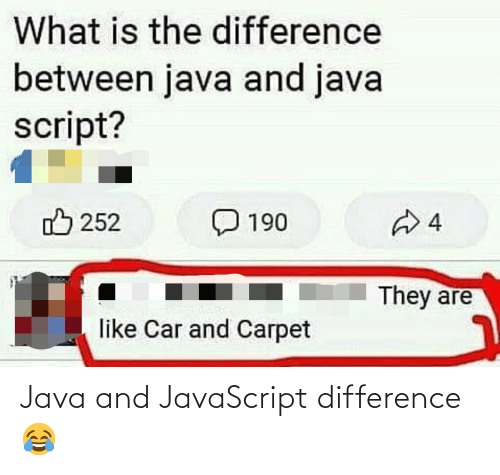 What is the difference
between java and java
script?
252 190 4
They are
like Car and Carpet
Java and JavaScript difference
😂